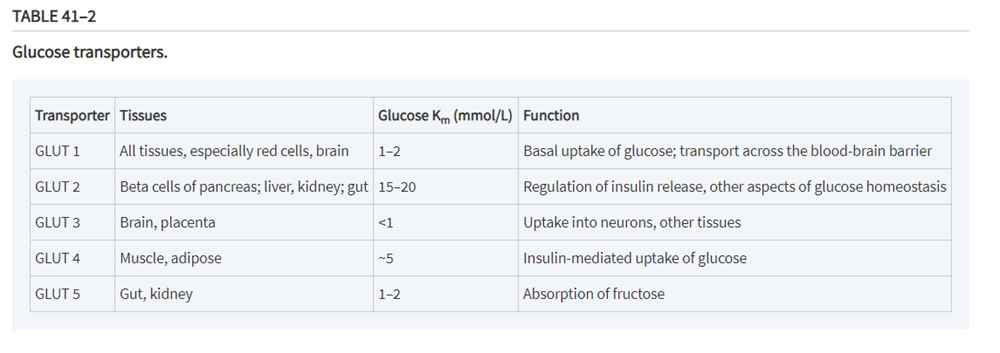 TABLE 41–2
Glucose transporters.
Transporter Tissues Glucose Km (mmol/L) Function
GLUT 1 All tissues, especially red cells, brain 1–2 Basal uptake of glucose; transport across the blood-brain barrier
GLUT 2 Beta cells of pancreas; liver, kidney; gut 15–20 Regulation of insulin release, other aspects of glucose homeostasis
GLUT 3 Brain, placenta <1 Uptake into neurons, other tissues
GLUT 4 Muscle, adipose ~5 Insulin-mediated uptake of glucose
GLUT 5 Gut, kidney 1–2 Absorption of fructose